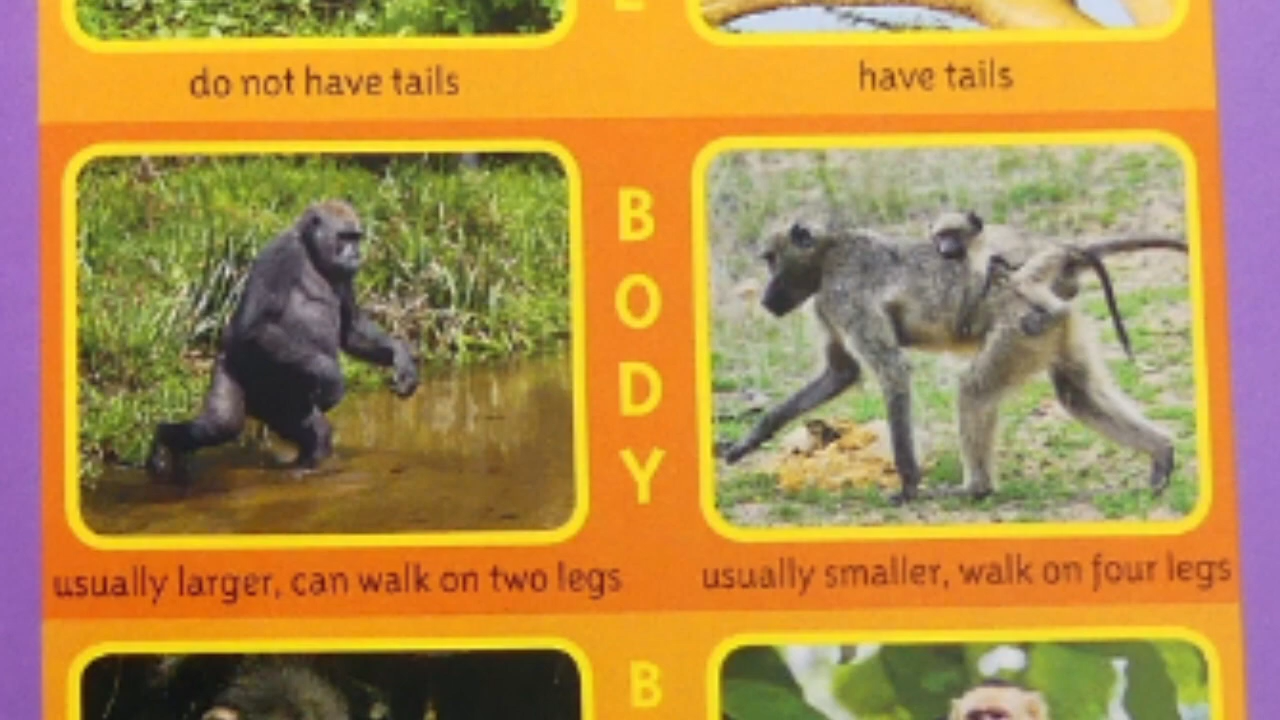 do not have tails
have tails
B
O
D
Y
usually larger, can walk on two legs
usually smaller, walk on four legs
B